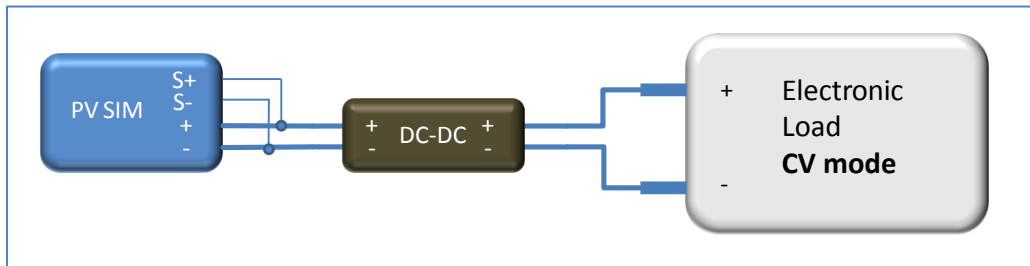 PV SIM
S+
S-
+
-
+
-
DC-DC
+
-
+
-
Electronic
Load
CV mode